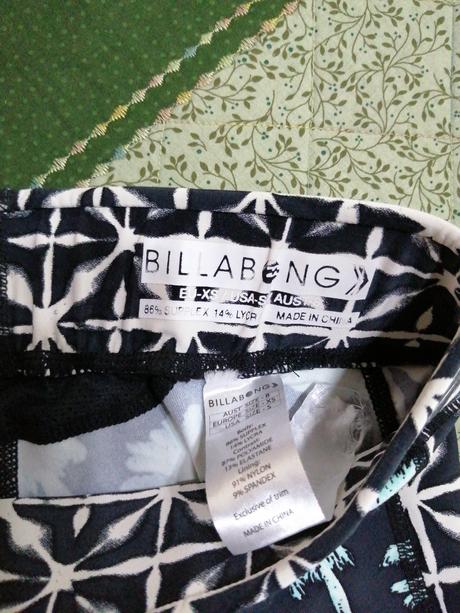 BILLABONG
EU-XS / USA-S / AUST-8
86% SUPPLEX 14% LYCRA MADE IN CHINA
BILLABONG
AUST SIZE : 8
EUROPE SIZE : XS
USA SIZE : S
Body:
86% SUPPLEX
14% LYCRA
Contrast:
87% POLYAMIDE
13% ELASTANE
Lining:
91% NYLON
9% SPANDEX
Exclusive of trim
MADE IN CHINA